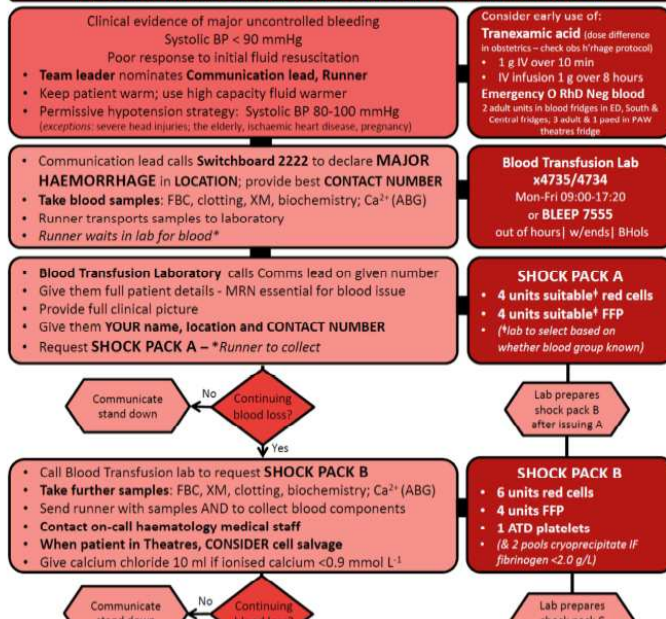 Clinical evidence of major uncontrolled bleeding
Systolic BP < 90 mmHg
Poor response to initial fluid resuscitation
• Team leader nominates Communication lead, Runner
• Keep patient warm; use high capacity fluid warmer
• Permissive hypotension strategy: Systolic BP 80-100 mmHg
(exceptions: severe head injuries; the elderly, ischaemic heart disease, pregnancy)
Consider early use of:
Tranexamic acid (dose difference
in obstetrics – check obs h'rhage protocol)
• 1 g IV over 10 min
• IV infusion 1 g over 8 hours
Emergency O RhD Neg blood
2 adult units in blood fridges in ED, South &
Central fridges; 3 adult & 1 paed in PAW
theatres fridge
• Communication lead calls Switchboard 2222 to declare MAJOR
HAEMORRHAGE in LOCATION; provide best CONTACT NUMBER
• Take blood samples: FBC, clotting, XM, biochemistry; Ca²⁺ (ABG)
• Runner transports samples to laboratory
• Runner waits in lab for blood*
Blood Transfusion Lab
x4735/4734
Mon-Fri 09:00-17:20
or BLEEP 7555
out of hours| w/ends| BHols
• Blood Transfusion Laboratory calls Comms lead on given number
• Give them full patient details - MRN essential for blood issue
• Provide full clinical picture
• Give them YOUR name, location and CONTACT NUMBER
• Request SHOCK PACK A – *Runner to collect
SHOCK PACK A
• 4 units suitable† red cells
• 4 units suitable† FFP
• (†lab to select based on
whether blood group known)
Communicate
stand down
No
Continuing
blood loss?
Yes
Lab prepares
shock pack B
after issuing A
• Call Blood Transfusion lab to request SHOCK PACK B
• Take further samples: FBC, XM, clotting, biochemistry; Ca²⁺ (ABG)
• Send runner with samples AND to collect blood components
• Contact on-call haematology medical staff
• When patient in Theatres, CONSIDER cell salvage
• Give calcium chloride 10 ml if ionised calcium <0.9 mmol L⁻¹
SHOCK PACK B
• 6 units red cells
• 4 units FFP
• 1 ATD platelets
• (& 2 pools cryoprecipitate IF
fibrinogen <2.0 g/L)
Communicate
No
Continuing
Lab prepares